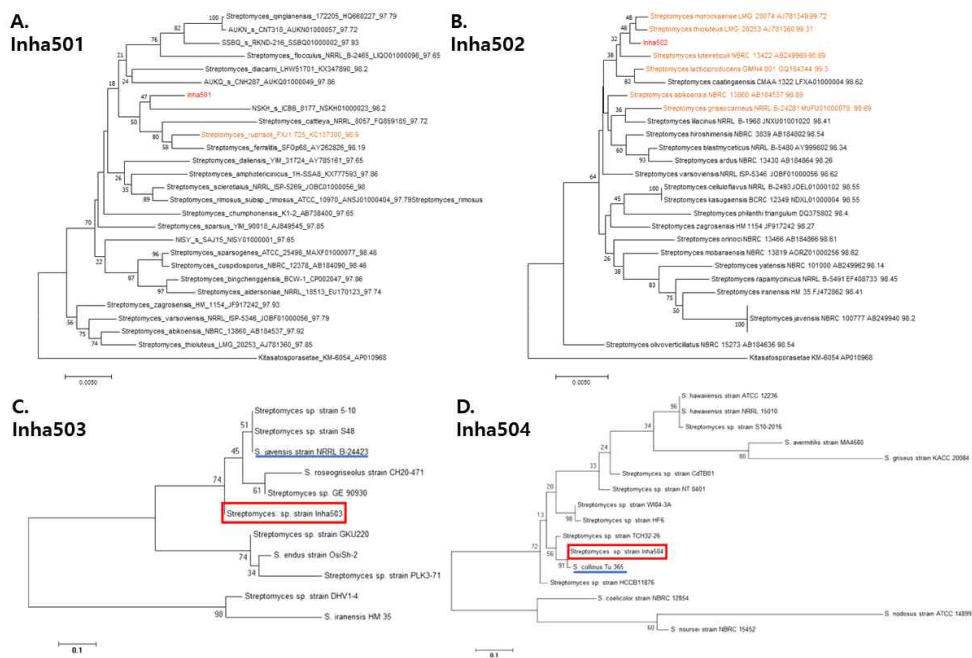 A.
Inha501
Streptomyces_qinglanensis_172205_HQ660227_97.79
AUKN_s_CNT318_AUKN01000057_97.72
SSBQ_s_RKND-216_SSBQ01000002_97.93
Streptomyces_flocculus_NRRL_B-2465_LIQO01000096_98.65
Streptomyces_diacarni_LHW51701_KX347890_98.2
AUKQ_s_CNH287_AUKQ01000049_97.86
Inha501
NSKH_s_ICBB_8177_NSKH01000023_98.2
Streptomyces_cattleya_NRRL_8057_FQ859185_97.72
Streptomyces_rubrisoli_FXJ1.725_KC137300_98.9
Streptomyces_ferralitis_SFOp68_AY262826_98.19
Streptomyces_daliensis_YIM_31724_AY785161_97.65
Streptomyces_amphotericinicus_1H-SSA8_KX777593_97.86
Streptomyces_sclerotialus_NRRL_ISP-5269_JOBC01000056_98
Streptomyces_rimosus_subsp_rimosus_ATCC_10970_ANSJ01000404_97.79Streptomyces_rimosus
Streptomyces_chumphonensis_K1-2_AB738400_97.65
Streptomyces_sparsus_YIM_90018_AJ849545_97.85
NISY_s_SAJ15_NISY01000001_97.65
Streptomyces_sparsogenes_ATCC_25498_MAXF01000077_98.48
Streptomyces_cuspidosporus_NBRC_12378_AB184090_98.46
Streptomyces_bingchenggensis_BCW-1_CP002047_97.86
Streptomyces_aldersoniae_NRRL_18513_EU170123_97.74
Streptomyces_zagrosensis_HM_1154_JF917242_97.93
Streptomyces_varsoviensis_NRRL_ISP-5346_JOBF01000056_97.79
Streptomyces_abikoensis_NBRC_13860_AB184537_97.92
Streptomyces_thioluteus_LMG_20253_AJ781360_97.85
Kitasatosporasetae_KM-6054_AP010968
0.0050
B.
Inha502
Streptomyces morookaense LMG 20074 AJ781349 99.72
Streptomyces thioluteus LMG 20253 AJ781360 99.31
Inha502
Streptomyces luteireticuli NBRC 13422 AB249969 98.89
Streptomyces lactiproducens GIMN4 001 GQ184344 99.3
Streptomyces caatingaensis CMAA 1322 LFXA01000004 98.62
Streptomyces abikoensis NBRC 13860 AB184537 98.89
Streptomyces griseocarneus NRRL B-24281 MUFU01000079 98.69
Streptomyces lilacinus NRRL B-1968 JNXU01001020 98.41
Streptomyces hiroshimensis NBRC 3839 AB184802 98.54
Streptomyces blastmyceticus NRRL B-5480 AY999802 98.34
Streptomyces ardus NBRC 13430 AB184864 98.26
Streptomyces varsoviensis NRRL ISP-5346 JOBF01000056 98.62
Streptomyces celluloflavus NRRL B-2493 JOEL01000102 98.55
Streptomyces kasugaensis BCRC 12349 NDXL01000004 98.55
Streptomyces philanthi triangulum DQ375802 98.4
Streptomyces zagrosensis HM 1154 JF917242 98.27
Streptomyces orinoci NBRC 13466 AB184866 98.61
Streptomyces mobaraensis NBRC 13819 AORZ01000256 98.62
Streptomyces yatensis NBRC 101000 AB249962 98.14
Streptomyces rapamycinicus NRRL B-5491 EF408733 98.45
Streptomyces iranensis HM 35 FJ472862 98.41
Streptomyces javensis NBRC 100777 AB249940 98.2
Streptomyces olivoverticillatus NBRC 15273 AB184636 98.54
Kitasatosporasetae KM-6054 AP010968
0.0050
C.
Inha503
Streptomyces sp. strain 5-10
Streptomyces sp. strain S48
S. javensis strain NRRL B-24423
S. roseogriseolus strain CH20-471
Streptomyces sp. GE 90930
Streptomyces. sp. strain Inha503
Streptomyces sp. strain GKU220
S. endus strain OsiSh-2
Streptomyces sp. strain PLK3-71
Streptomyces sp. strain DHV1-4
S. iranensis HM 35
0.1
D.
Inha504
S. hawaiiensis strain ATCC 12236
S. hawaiiensis strain NRRL 15010
Streptomyces sp. strain S10-2016
S. avermitilis strain MA4680
S. griseus strain KACC 20084
Streptomyces sp. strain CdTB01
Streptomyces sp. strain NT 0401
Streptomyces sp. strain WI04-3A
Streptomyces sp. strain HF6
Streptomyces sp. strain TCH32-26
Streptomyces sp. strain Inha504
S. collinus Tu 365
Streptomyces sp. strain HCCB11876
S. coelicolor strain NBRC 12854
S. nodosus strain ATCC 14899
S. noursei strain NBRC 15452
0.1